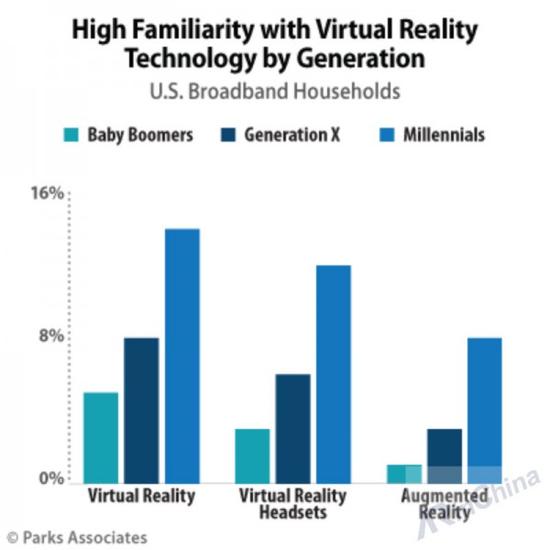 High Familiarity with Virtual Reality
Technology by Generation
U.S. Broadband Households
Baby Boomers Generation X Millennials
16%
8%
0%
Virtual Reality Virtual Reality Augmented
Headsets Reality
© Parks Associates